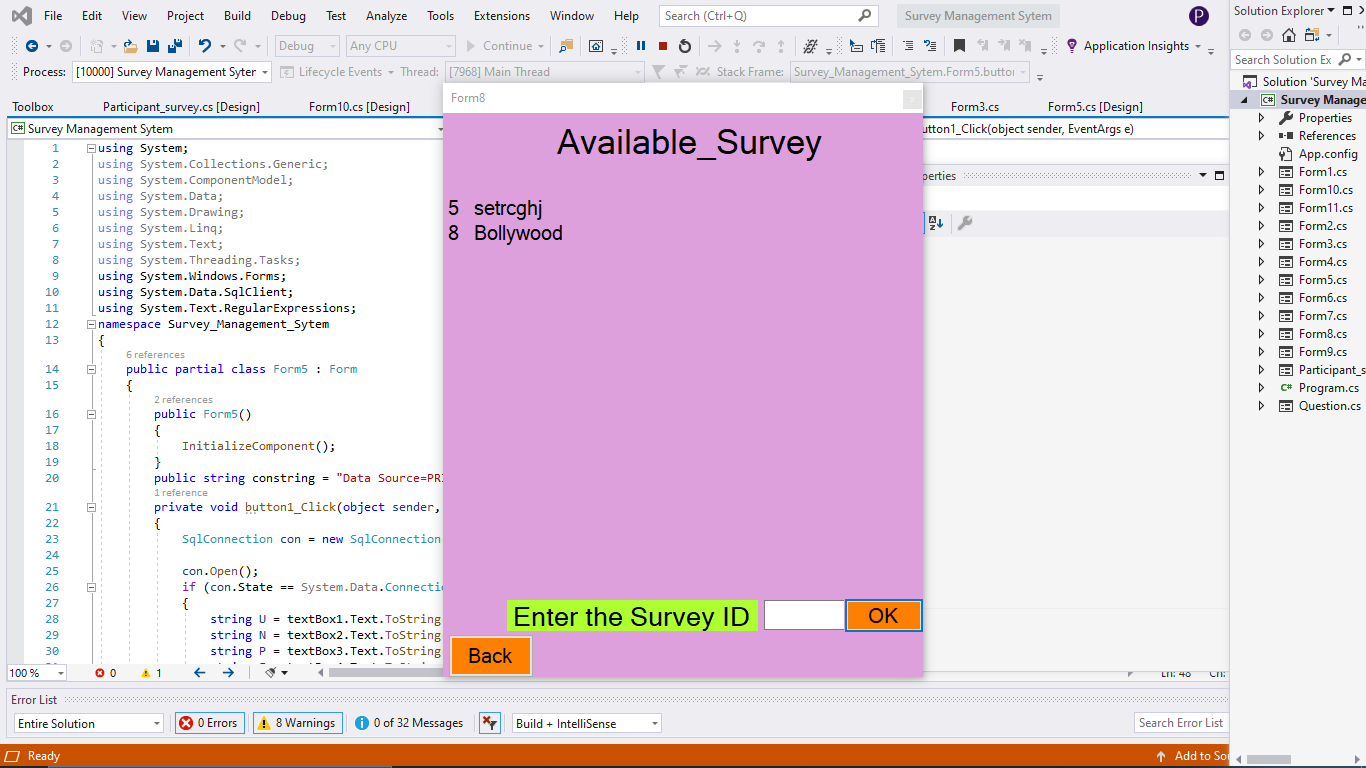 File Edit View Project Build Debug Test Analyze Tools Extensions Window Help Search (Ctrl+Q) Survey Management Sytem P
Debug Any CPU Continue Application Insights
Process: [10000] Survey Management Syter Lifecycle Events Thread: [7968] Main Thread Stack Frame: Survey_Management_Sytem.Form5.button
Toolbox Participant_survey.cs [Design] Form10.cs [Design] Form3.cs Form5.cs [Design]
C# Survey Management Sytem utton1_Click(object sender, EventArgs e)
1 using System;
2 using System.Collections.Generic;
3 using System.ComponentModel;
4 using System.Data;
5 using System.Drawing;
6 using System.Linq;
7 using System.Text;
8 using System.Threading.Tasks;
9 using System.Windows.Forms;
10 using System.Data.SqlClient;
11 using System.Text.RegularExpressions;
12 namespace Survey_Management_Sytem
13 {
6 references
14 public partial class Form5 : Form
15 {
2 references
16 public Form5()
17 {
18 InitializeComponent();
19 }
20 public string constring = "Data Source=PR
1 reference
21 private void button1_Click(object sender,
22 {
23 SqlConnection con = new SqlConnection
24
25 con.Open();
26 if (con.State == System.Data.Connectio
27 {
28 string U = textBox1.Text.ToString
29 string N = textBox2.Text.ToString
30 string P = textBox3.Text.ToString
100 % 0 1 Ln: 48 Ch:
Form8
Available_Survey
5 setrcghj
8 Bollywood
Enter the Survey ID OK
Back
perties
Solution Explorer
Search Solution Ex
Solution 'Survey Ma
C# Survey Manage
Properties
References
App.config
Form1.cs
Form10.cs
Form11.cs
Form2.cs
Form3.cs
Form4.cs
Form5.cs
Form6.cs
Form7.cs
Form8.cs
Form9.cs
Participant_s
C# Program.cs
Question.cs
Error List
Entire Solution 0 Errors 8 Warnings 0 of 32 Messages Build + IntelliSense Search Error List
Ready Add to Sou